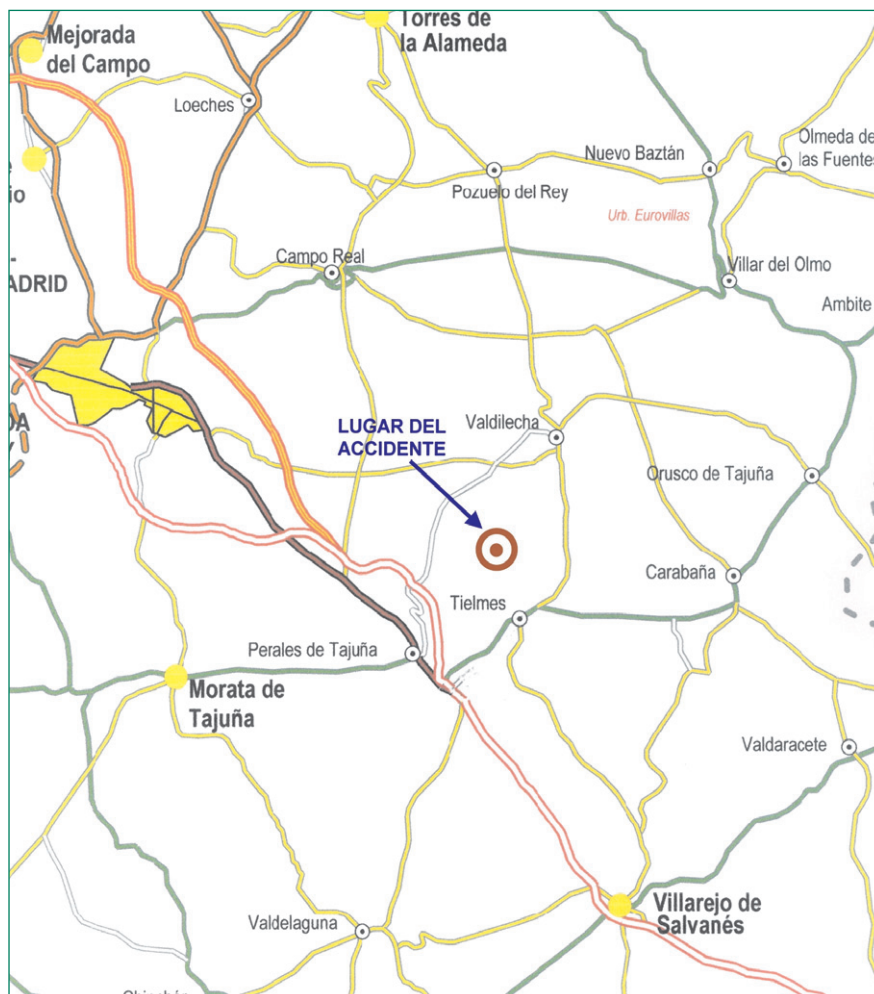 Torres de
la Alameda
Mejorada
del Campo
Loeches
Olmeda de
las Fuentes
Nuevo Baztán
Pozuelo del Rey
Urb. Eurovillas
Campo Real
Villar del Olmo
Ambite
LUGAR DEL
ACCIDENTE
Valdilecha
Orusco de Tajuña
Carabaña
Tielmes
Perales de Tajuña
Morata de
Tajuña
Valdaracete
Villarejo de
Salvanés
Valdelaguna